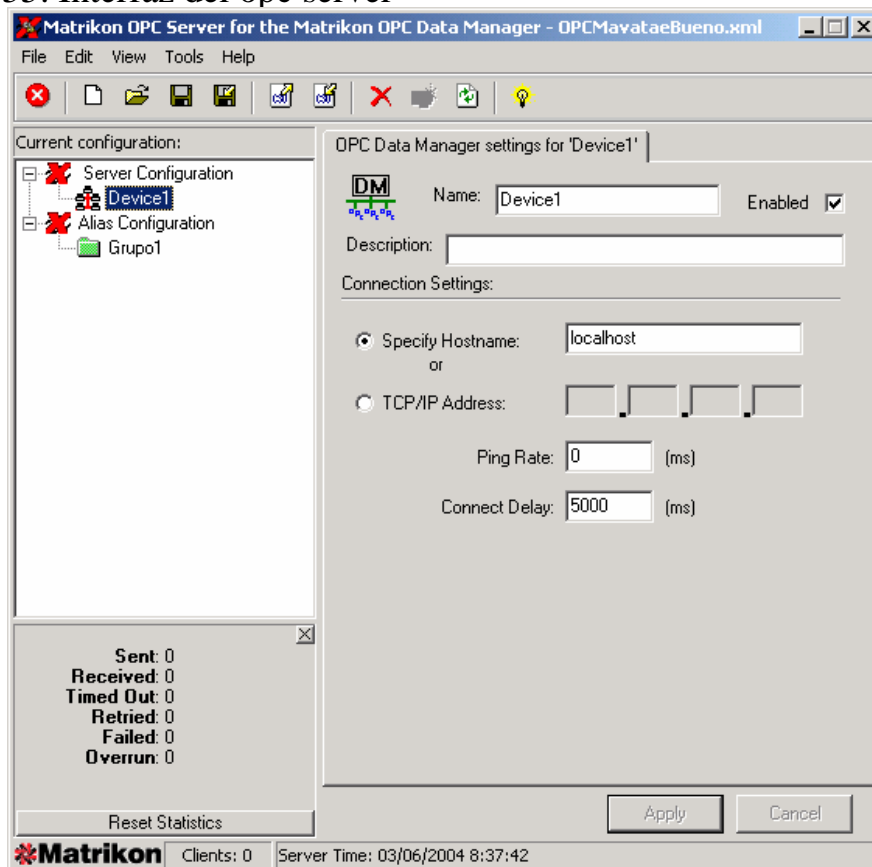 Matrikon OPC Server for the Matrikon OPC Data Manager - OPCMavataeBueno.xml
File Edit View Tools Help
Current configuration:
Server Configuration
Device1
Alias Configuration
Grupo1
OPC Data Manager settings for 'Device1'
DM
Name: Device1
Enabled
Description:
Connection Settings:
Specify Hostname: localhost
or
TCP/IP Address:
Ping Rate: 0 (ms)
Connect Delay: 5000 (ms)
Sent: 0
Received: 0
Timed Out: 0
Retried: 0
Failed: 0
Overrun: 0
Reset Statistics
Apply Cancel
Matrikon Clients: 0 Server Time: 03/06/2004 8:37:42